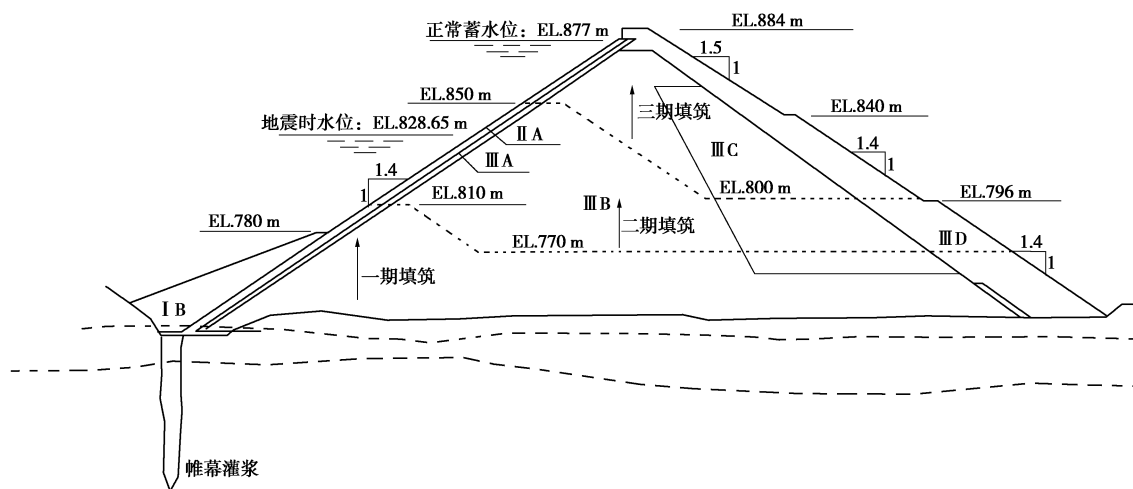 正常蓄水位：EL.877 m
EL.884 m
1.5
1
EL.850 m
三期填筑
EL.840 m
地震时水位：EL.828.65 m
ⅡA
ⅢA
ⅢC
1.4
1
1.4
1
EL.810 m
EL.800 m
EL.796 m
ⅢB
二期填筑
EL.780 m
EL.770 m
ⅢD
1.4
1
一期填筑
ⅠB
帷幕灌浆